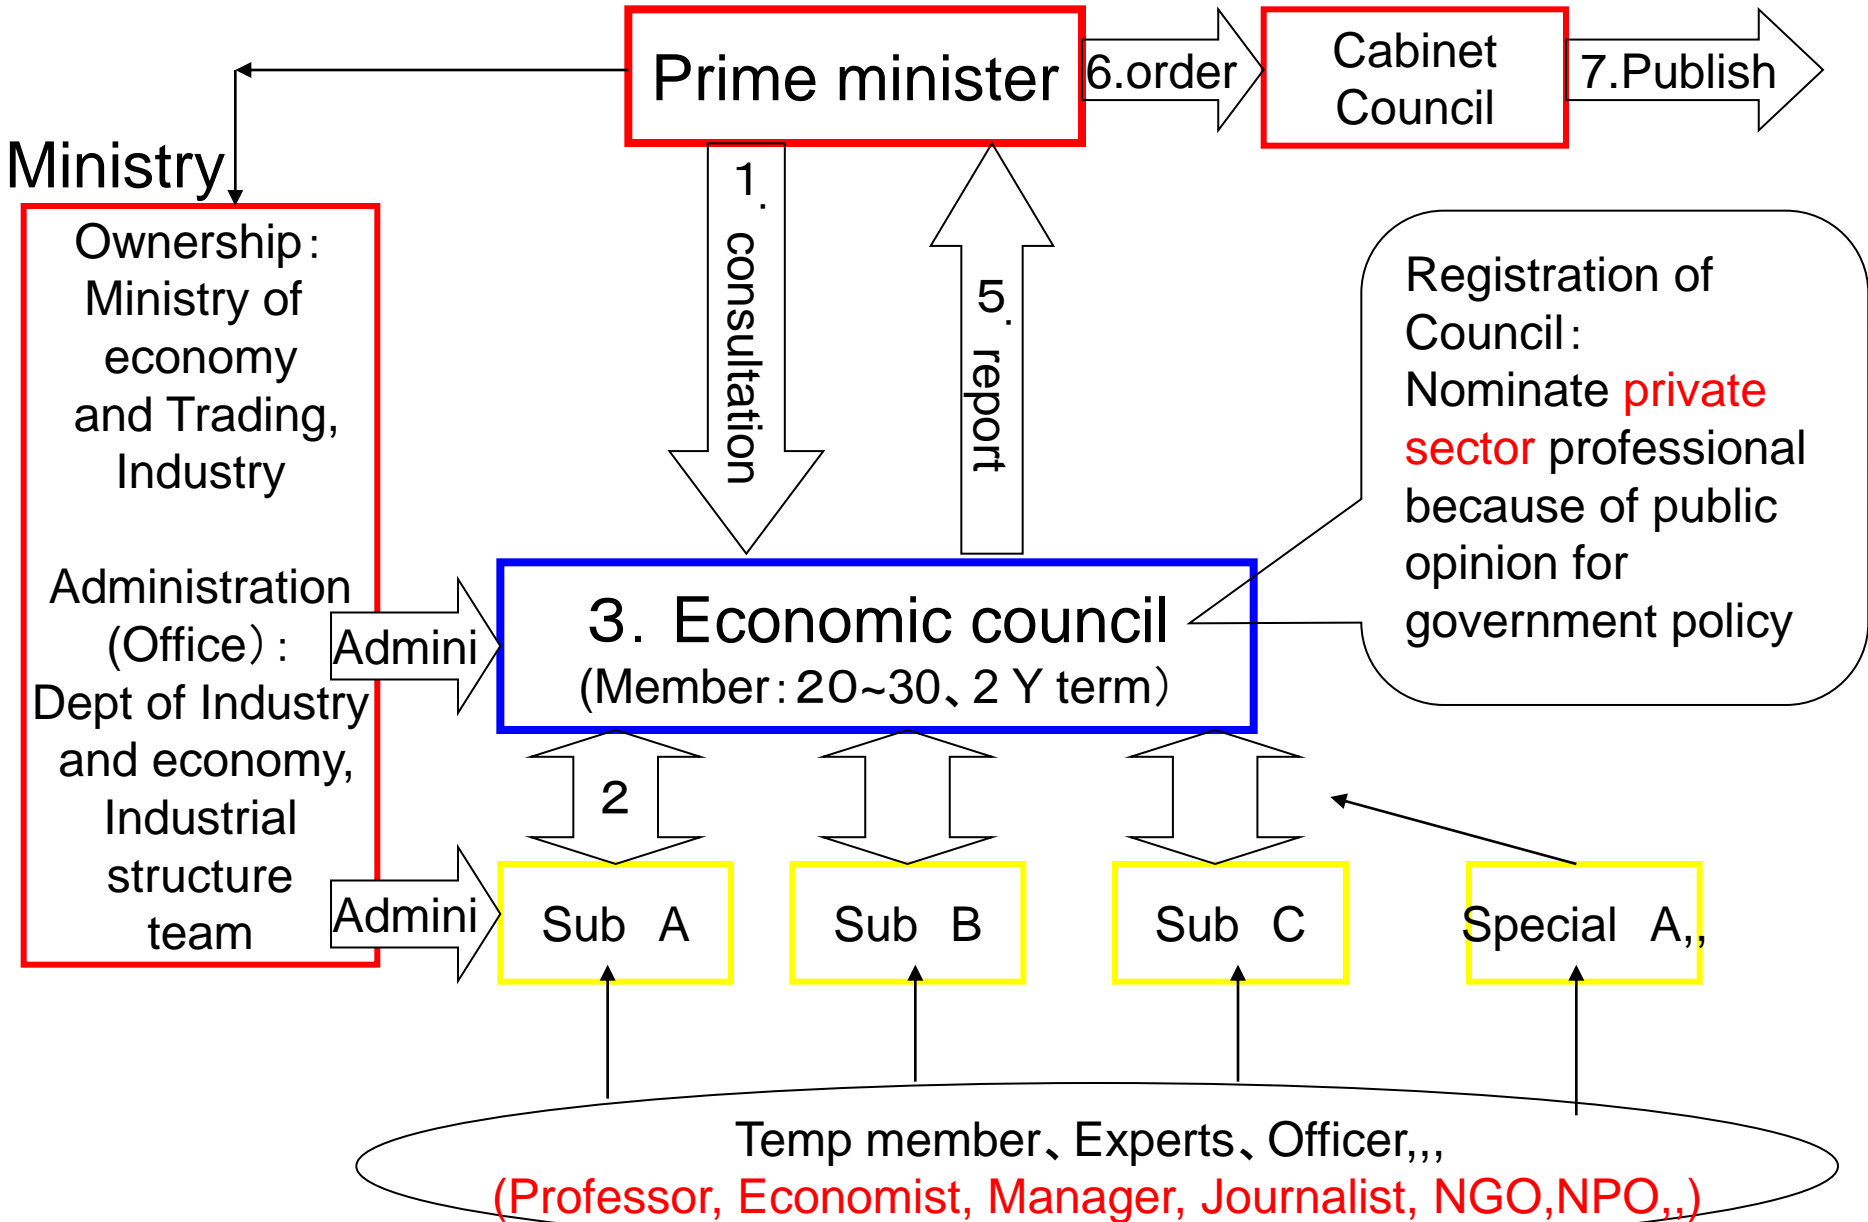 Prime minister
6.order
Cabinet
Council
7.Publish
Ministry
Ownership：
Ministry of
economy
and Trading,
Industry
Administration
(Office）:
Dept of Industry
and economy,
Industrial
structure
team
１．consultation
５．report
Registration of
Council：
Nominate private
sector professional
because of public
opinion for
government policy
Admini
３．Economic council
(Member：２０~30、２Ｙ term）
２
Admini
Sub　A
Sub　B
Sub　C
Special　A,,
Temp member、Experts、Officer,,,
(Professor, Economist, Manager, Journalist, NGO,NPO,,)